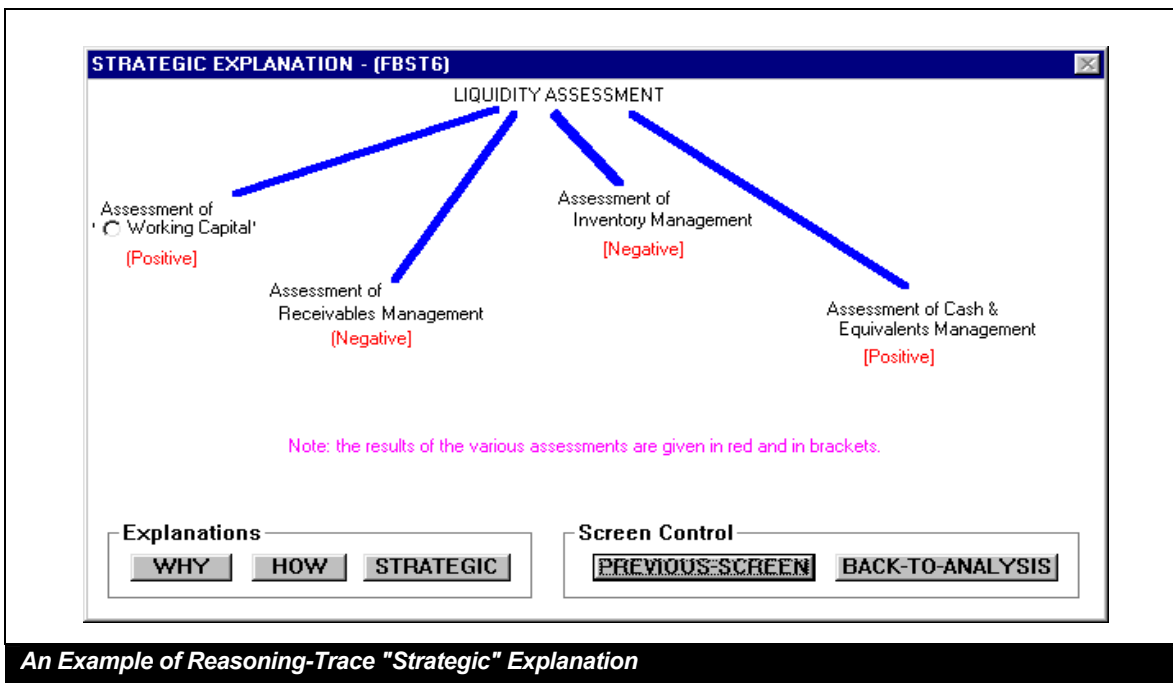 STRATEGIC EXPLANATION - (FBST6)
LIQUIDITY ASSESSMENT
Assessment of
' Working Capital'
[Positive]
Assessment of
Receivables Management
[Negative]
Assessment of
Inventory Management
[Negative]
Assessment of Cash &
Equivalents Management
[Positive]
Note: the results of the various assessments are given in red and in brackets.
Explanations
WHY HOW STRATEGIC
Screen Control
PREVIOUS-SCREEN BACK-TO-ANALYSIS
An Example of Reasoning-Trace "Strategic" Explanation